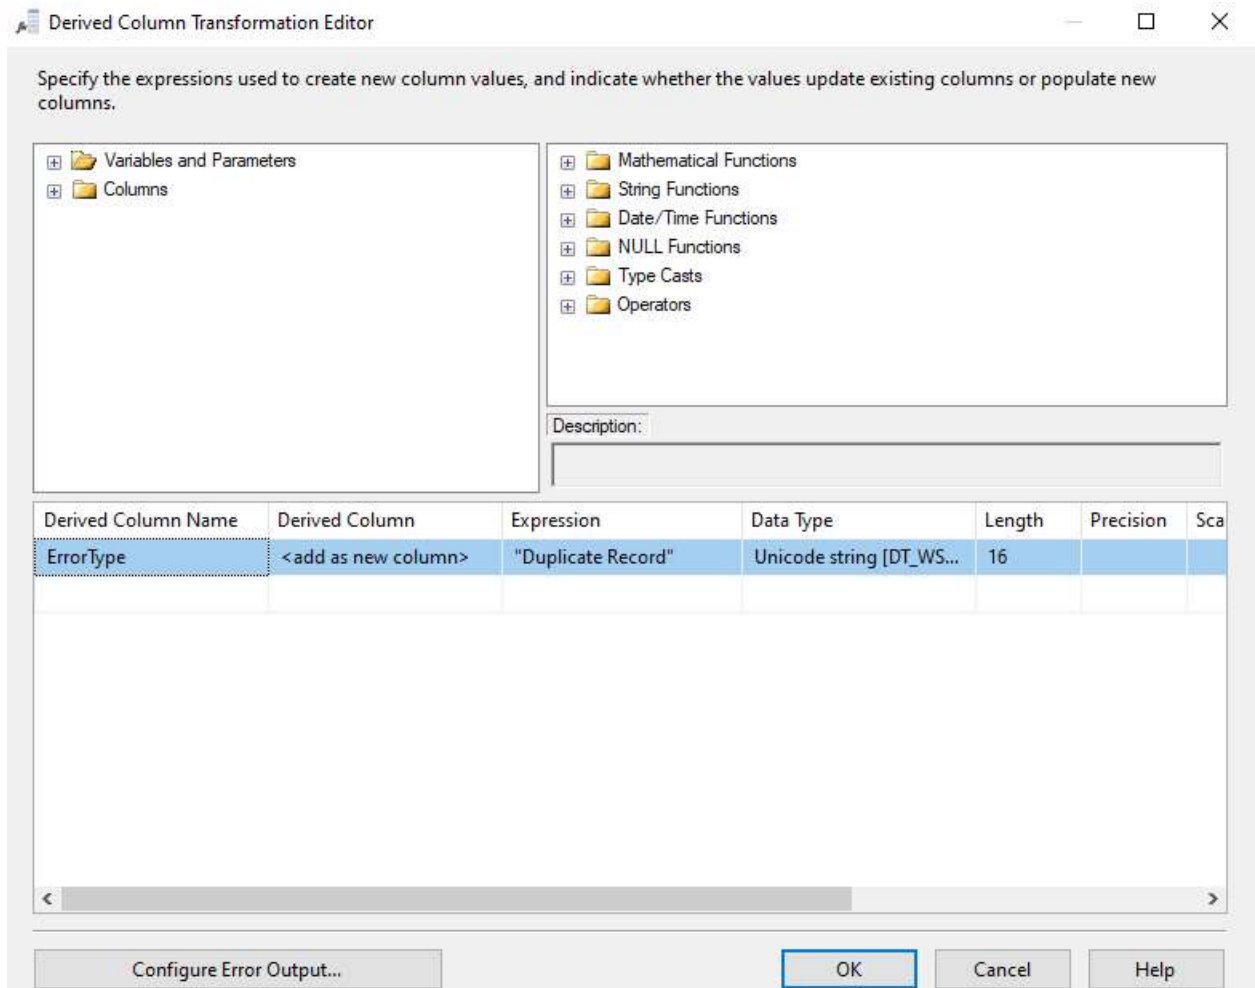 Derived Column Transformation Editor
Specify the expressions used to create new column values, and indicate whether the values update existing columns or populate new
columns.
Variables and Parameters
Columns
Mathematical Functions
String Functions
Date/Time Functions
NULL Functions
Type Casts
Operators
Description:
Derived Column Name Derived Column Expression Data Type Length Precision Sca
ErrorType <add as new column> "Duplicate Record" Unicode string [DT_WS... 16
Configure Error Output... OK Cancel Help